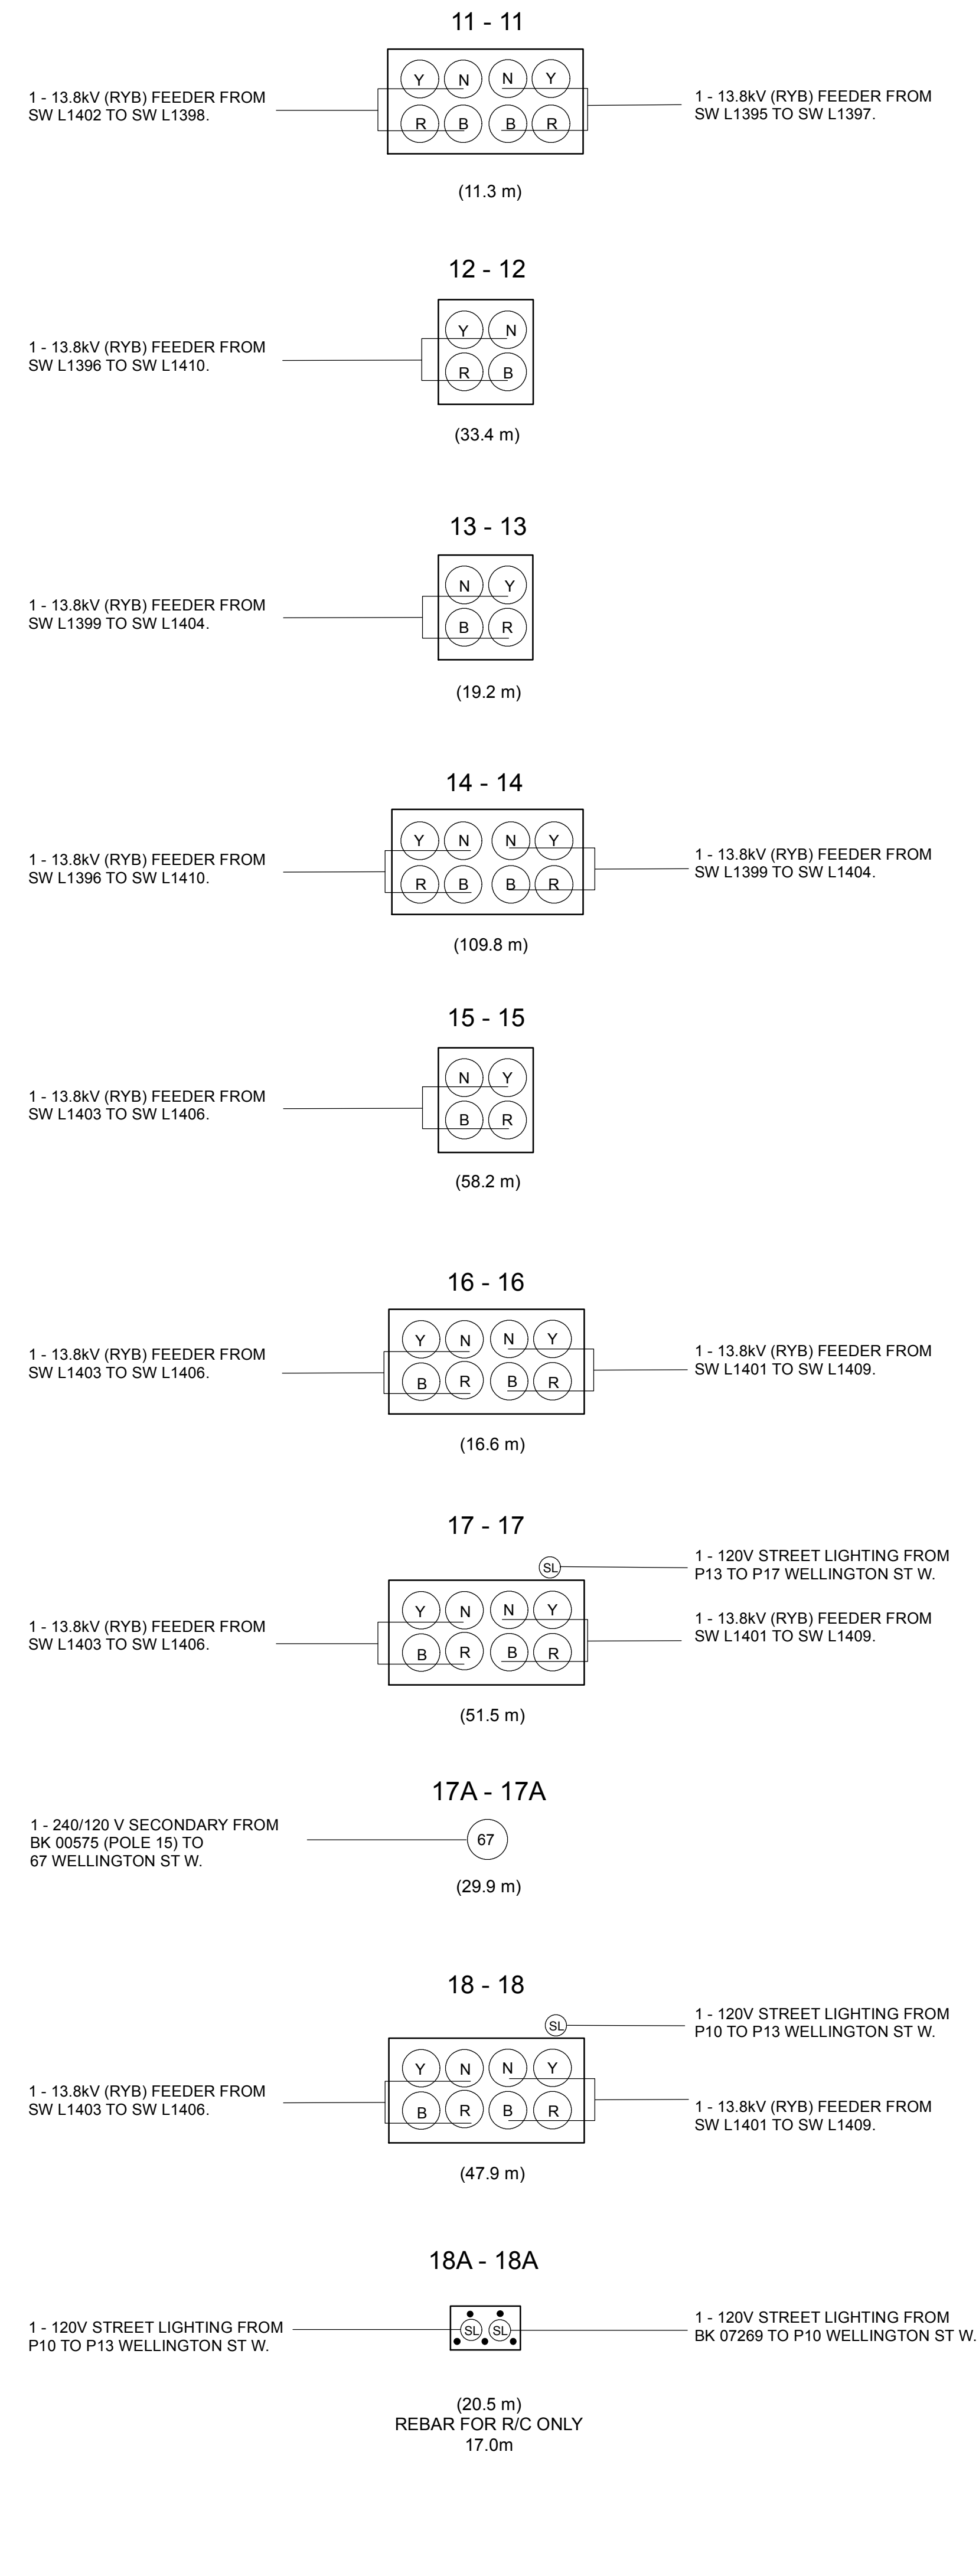 11 - 11
1 - 13.8kV (RYB) FEEDER FROM
SW L1402 TO SW L1398.
Y N N Y
R B B R
1 - 13.8kV (RYB) FEEDER FROM
SW L1395 TO SW L1397.
(11.3 m)
12 - 12
1 - 13.8kV (RYB) FEEDER FROM
SW L1396 TO SW L1410.
Y N
R B
(33.4 m)
13 - 13
1 - 13.8kV (RYB) FEEDER FROM
SW L1399 TO SW L1404.
N Y
B R
(19.2 m)
14 - 14
1 - 13.8kV (RYB) FEEDER FROM
SW L1396 TO SW L1410.
Y N N Y
R B B R
1 - 13.8kV (RYB) FEEDER FROM
SW L1399 TO SW L1404.
(109.8 m)
15 - 15
1 - 13.8kV (RYB) FEEDER FROM
SW L1403 TO SW L1406.
N Y
B R
(58.2 m)
16 - 16
1 - 13.8kV (RYB) FEEDER FROM
SW L1403 TO SW L1406.
Y N N Y
B R B R
1 - 13.8kV (RYB) FEEDER FROM
SW L1401 TO SW L1409.
(16.6 m)
17 - 17
SL
1 - 120V STREET LIGHTING FROM
P13 TO P17 WELLINGTON ST W.
1 - 13.8kV (RYB) FEEDER FROM
SW L1403 TO SW L1406.
Y N N Y
B R B R
1 - 13.8kV (RYB) FEEDER FROM
SW L1401 TO SW L1409.
(51.5 m)
17A - 17A
1 - 240/120 V SECONDARY FROM
BK 00575 (POLE 15) TO
67 WELLINGTON ST W.
67
(29.9 m)
18 - 18
SL
1 - 120V STREET LIGHTING FROM
P10 TO P13 WELLINGTON ST W.
1 - 13.8kV (RYB) FEEDER FROM
SW L1403 TO SW L1406.
Y N N Y
B R B R
1 - 13.8kV (RYB) FEEDER FROM
SW L1401 TO SW L1409.
(47.9 m)
18A - 18A
1 - 120V STREET LIGHTING FROM
P10 TO P13 WELLINGTON ST W.
SL SL
1 - 120V STREET LIGHTING FROM
BK 07269 TO P10 WELLINGTON ST W.
(20.5 m)
REBAR FOR R/C ONLY
17.0m